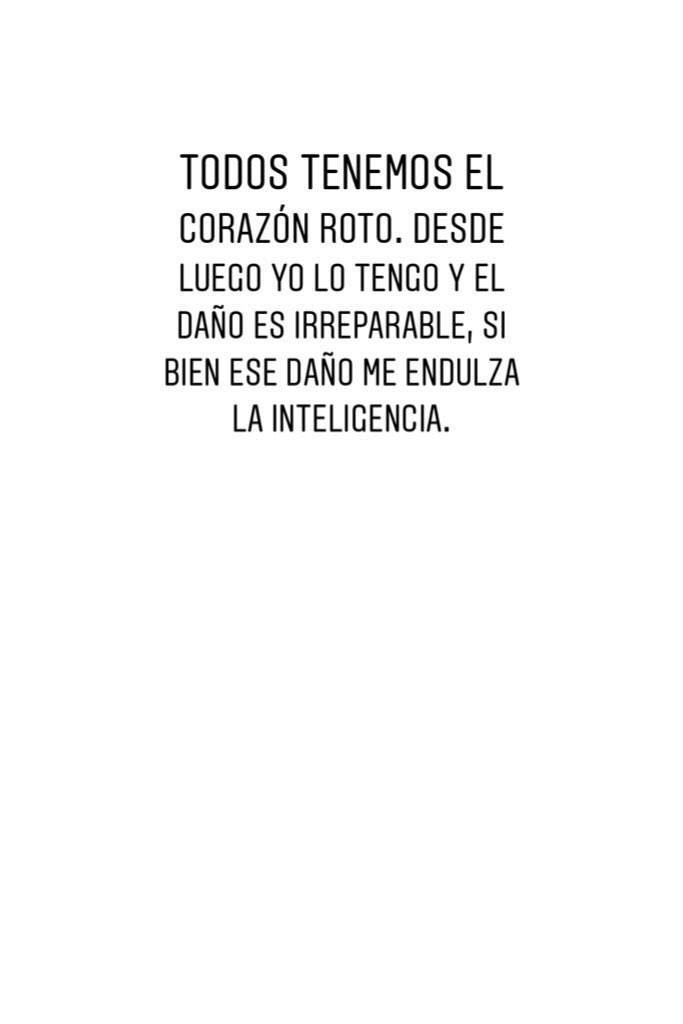 TODOS TENEMOS EL
CORAZÓN ROTO. DESDE
LUEGO YO LO TENGO Y EL
DAÑO ES IRREPARABLE, SI
BIEN ESE DAÑO ME ENDULZA
LA INTELIGENCIA.